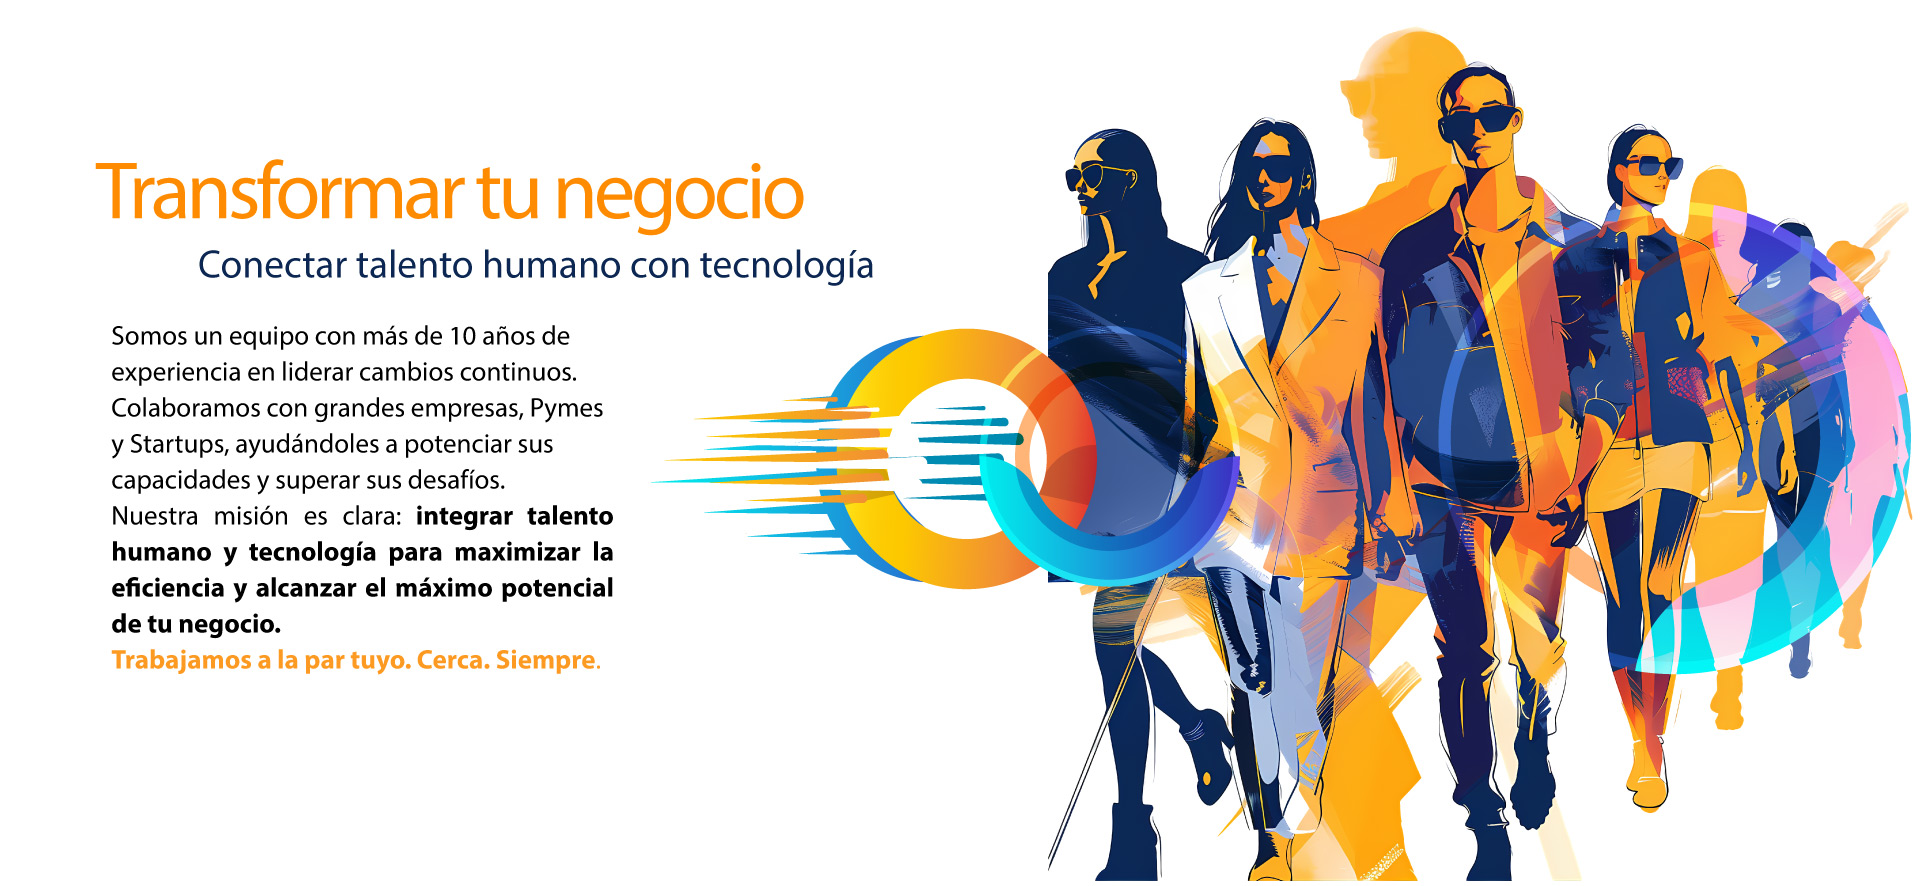 Transformar tu negocio
Conectar talento humano con tecnología
Somos un equipo con más de 10 años de
experiencia en liderar cambios continuos.
Colaboramos con grandes empresas, Pymes
y Startups, ayudándoles a potenciar sus
capacidades y superar sus desafíos.
Nuestra misión es clara: integrar talento
humano y tecnología para maximizar la
eficiencia y alcanzar el máximo potencial
de tu negocio.
Trabajamos a la par tuyo. Cerca. Siempre.